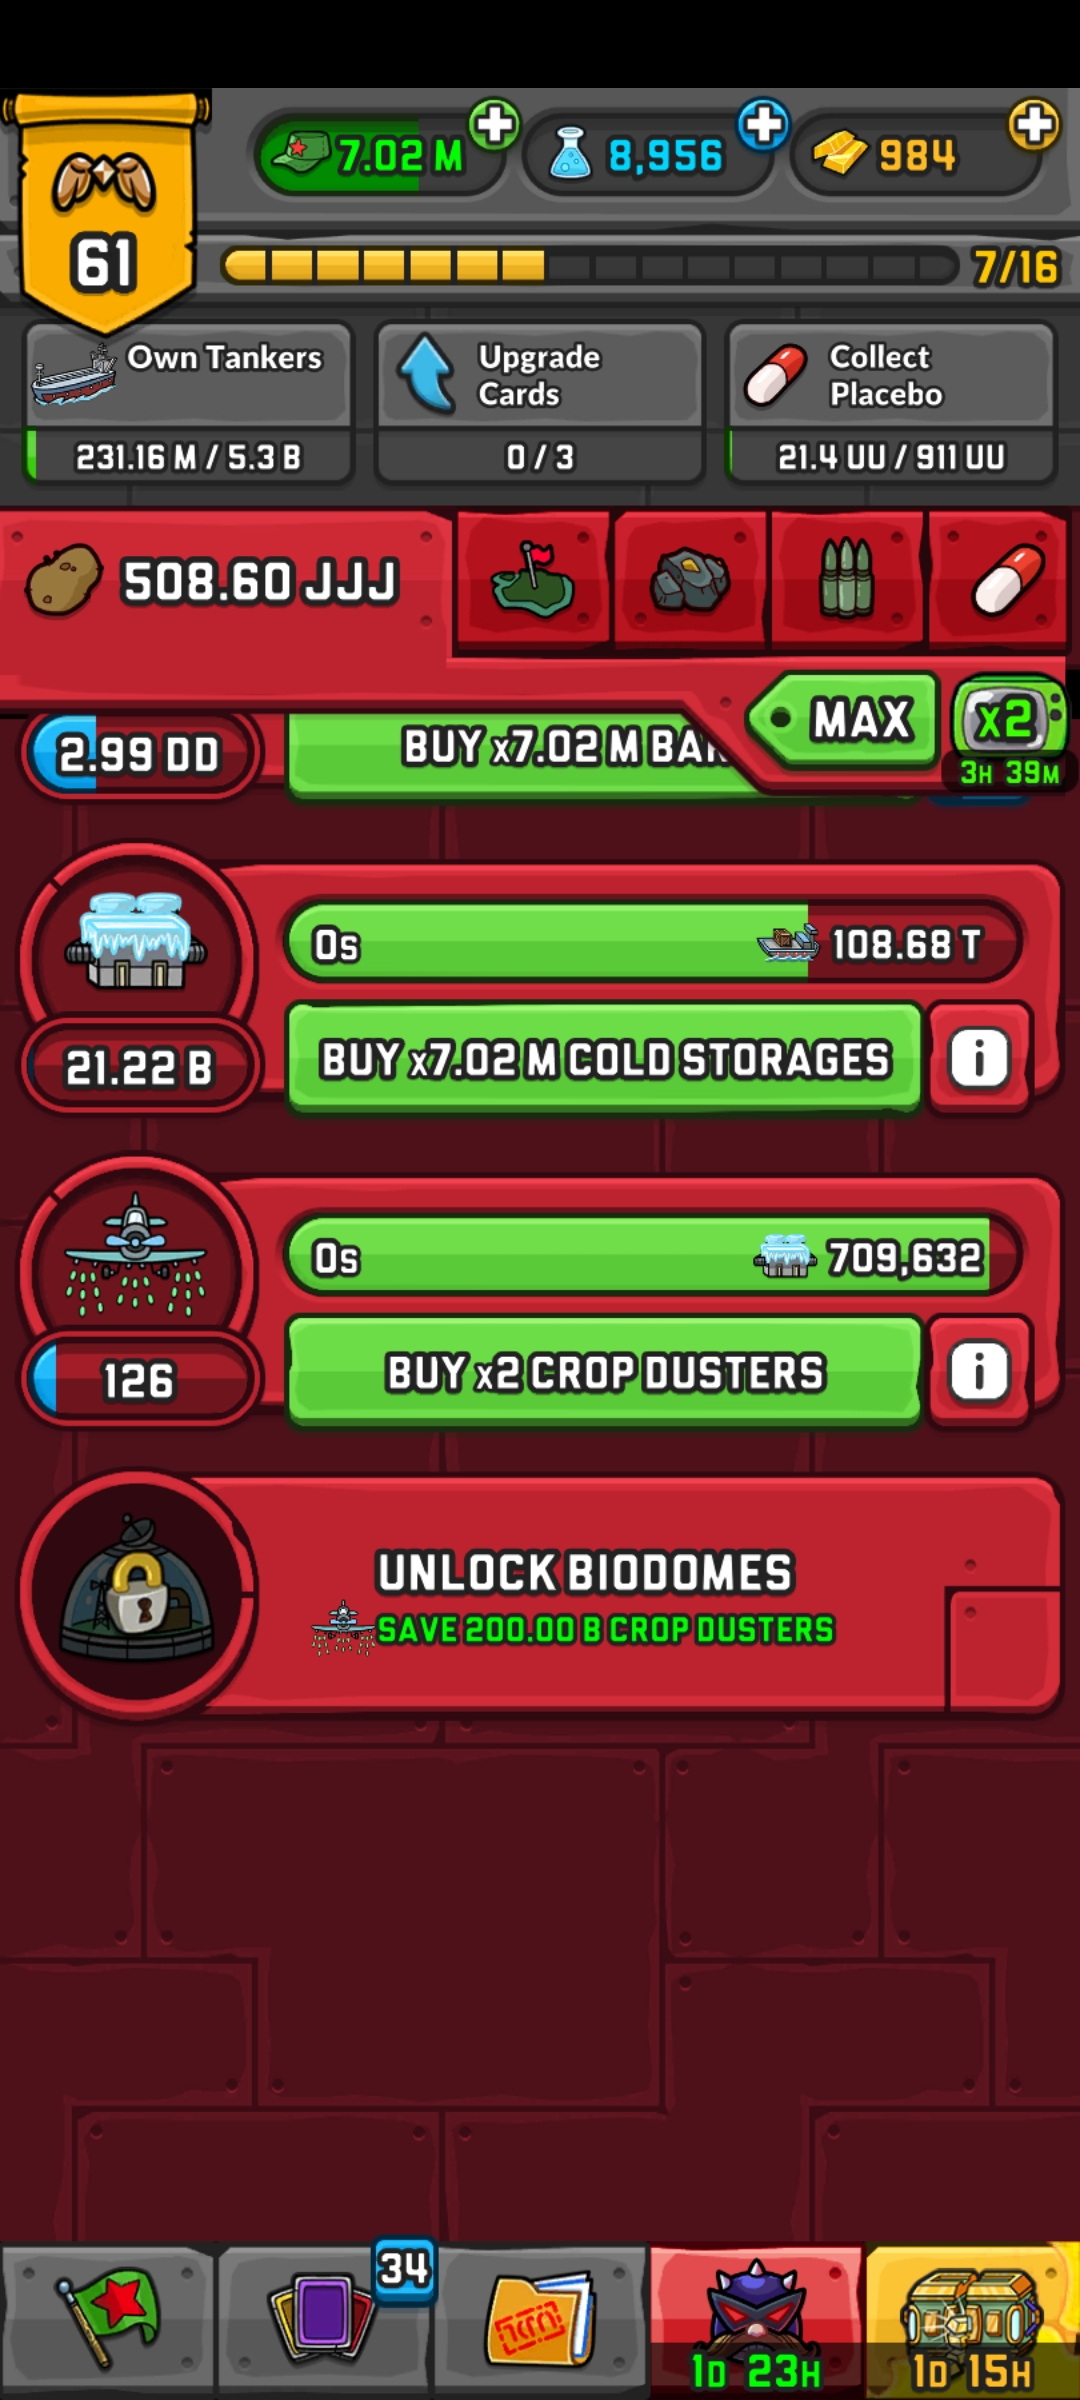 7.02 M
8,956
984
61
7/16
Own Tankers
231.16 M / 5.3 B
Upgrade
Cards
0 / 3
Collect
Placebo
21.4 UU / 911 UU
508.60 JJJ
MAX
x2
3H 39M
2.99 DD
BUY x7.02 M
0s
108.68 T
21.22 B
BUY x7.02 M COLD STORAGES
i
0s
709,632
126
BUY x2 CROP DUSTERS
i
UNLOCK BIODOMES
SAVE 200.00 B CROP DUSTERS
34
1D 23H
1D 15H